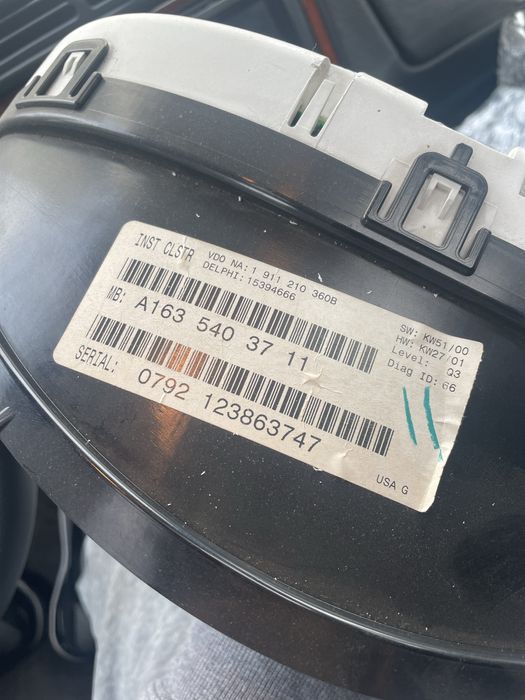 INST CLSTR
VDO NA: 1 911 210 360B
DELPHI: 15394666
MB: A163 540 37 11
SERIAL: 0792 123863747
SW: KW51/00
HW: KW27/01
Level: Q3
Diag ID: 66
USA G